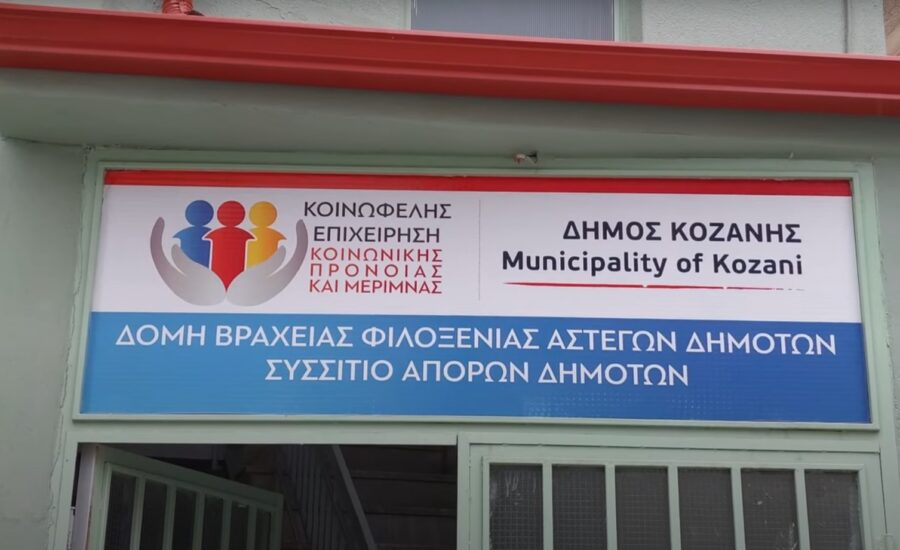 ΚΟΙΝΩΦΕΛΗΣ
ΕΠΙΧΕΙΡΗΣΗ
ΚΟΙΝΩΝΙΚΗΣ
ΠΡΟΝΟΙΑΣ
ΚΑΙ ΜΕΡΙΜΝΑΣ
ΔΗΜΟΣ ΚΟΖΑΝΗΣ
Municipality of Kozani
ΔΟΜΗ ΒΡΑΧΕΙΑΣ ΦΙΛΟΞΕΝΙΑΣ ΑΣΤΕΓΩΝ ΔΗΜΟΤΩΝ
ΣΥΣΣΙΤΙΟ ΑΠΟΡΩΝ ΔΗΜΟΤΩΝ